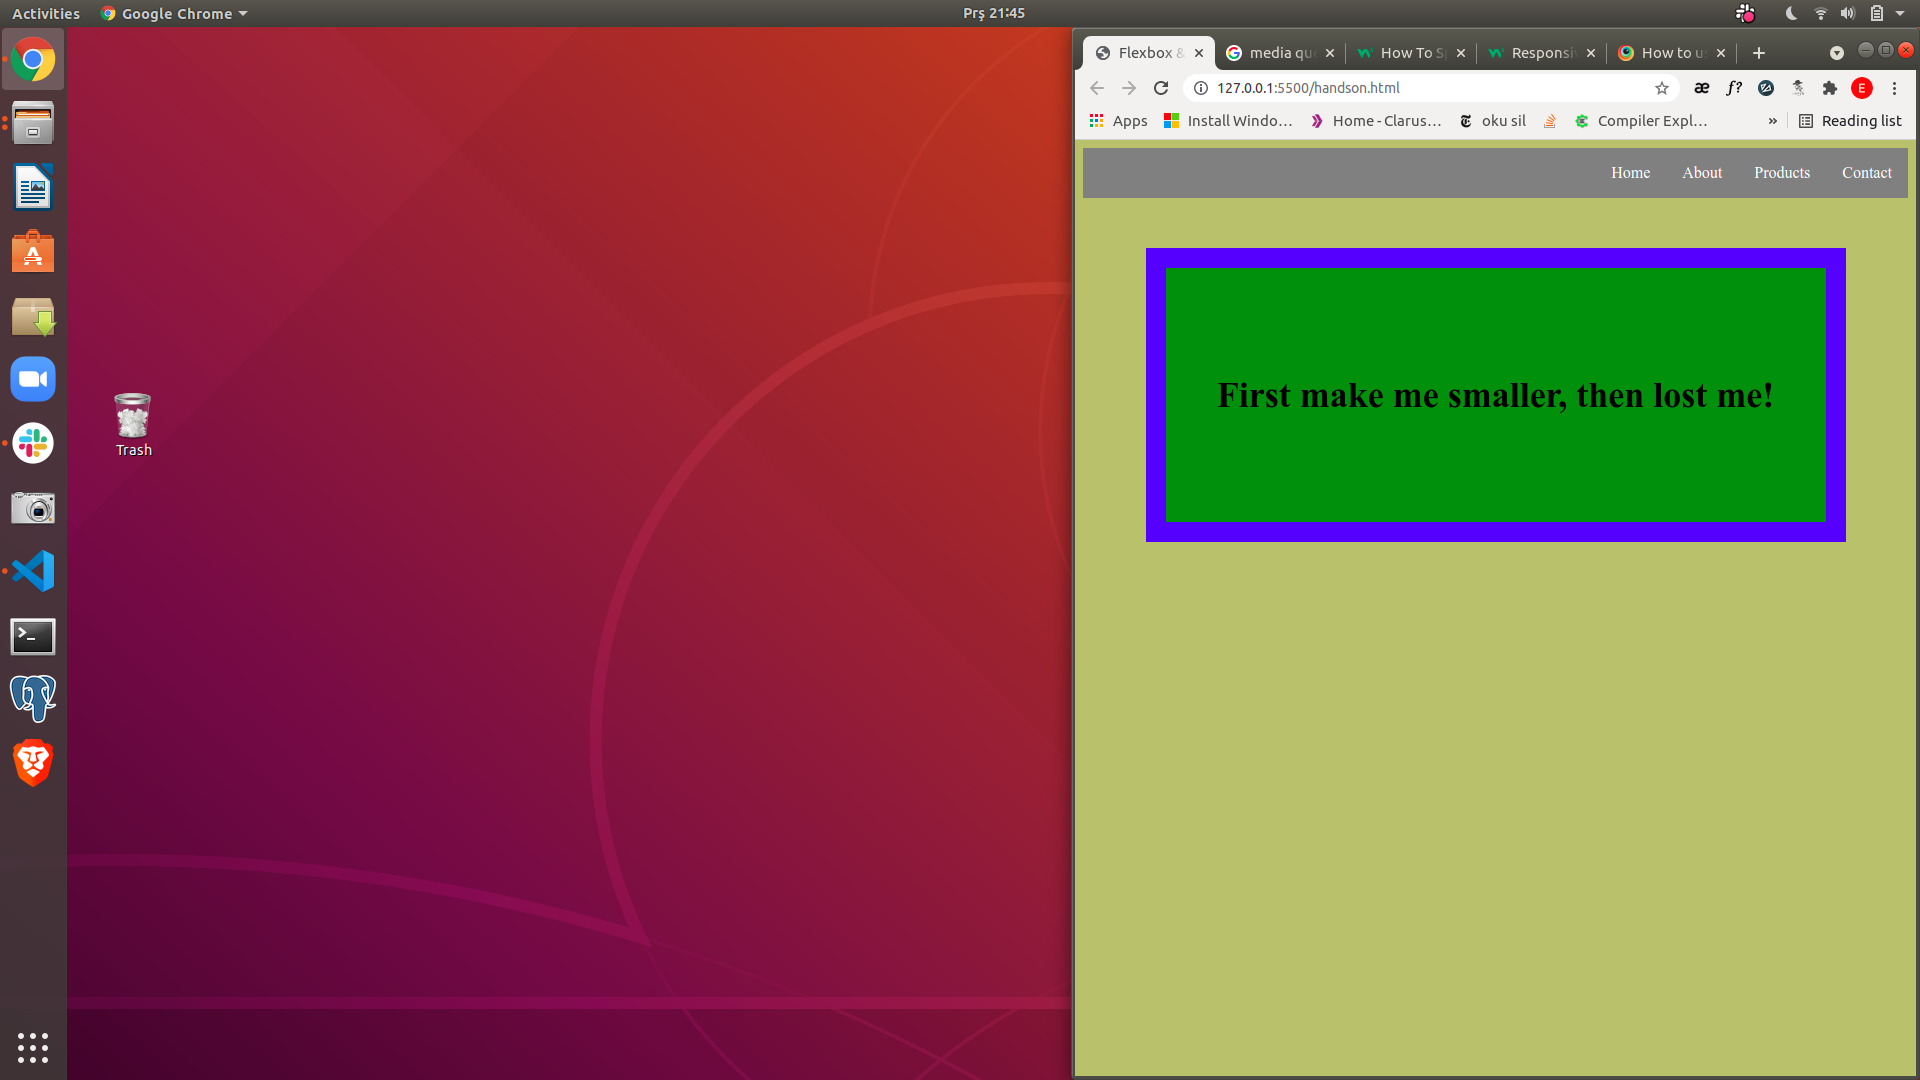 Activities
Google Chrome
Prş 21:45
Flexbox &
media qu
How To S
Responsiv
How to u
127.0.0.1:5500/handson.html
æ
f?
E
Apps
Install Windo…
Home - Clarus…
oku sil
Compiler Expl…
»
Reading list
Home
About
Products
Contact
First make me smaller, then lost me!
Trash